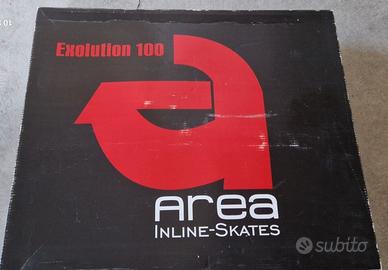 Exolution 100
area
INLINE-SKATES
subito